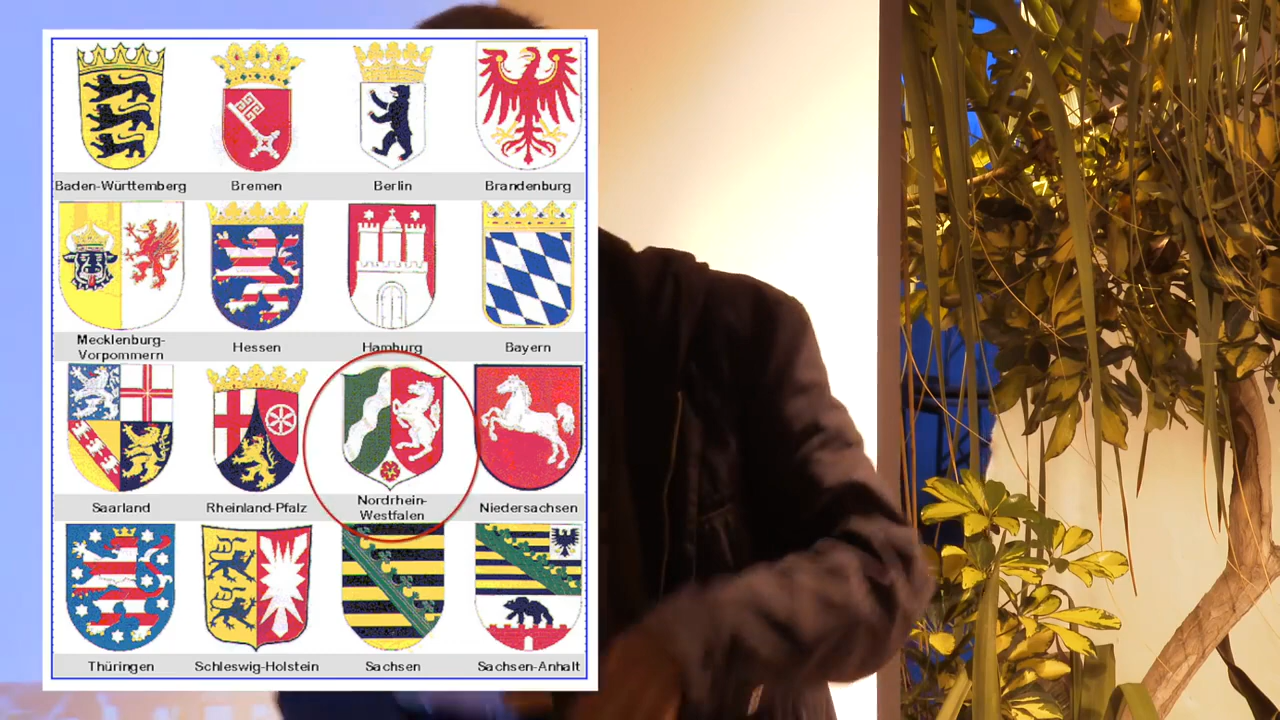 Baden-Württemberg
Bremen
Berlin
Brandenburg
Mecklenburg-
Vorpommern
Hessen
Hamburg
Bayern
Saarland
Rheinland-Pfalz
Nordrhein-
Westfalen
Niedersachsen
Thüringen
Schleswig-Holstein
Sachsen
Sachsen-Anhalt